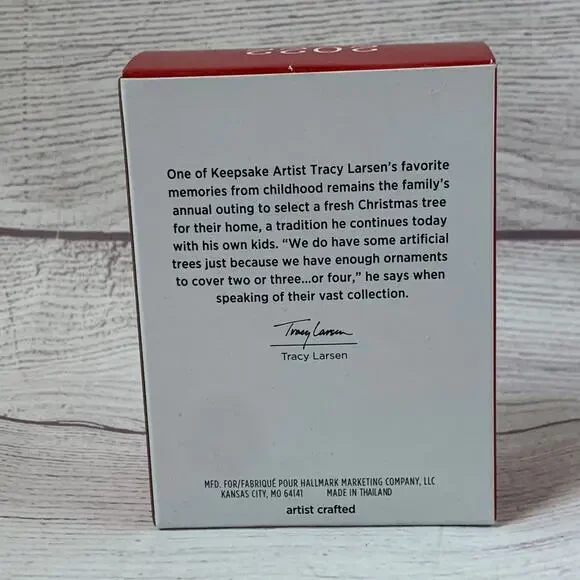 2022
One of Keepsake Artist Tracy Larsen's favorite
memories from childhood remains the family's
annual outing to select a fresh Christmas tree
for their home, a tradition he continues today
with his own kids. “We do have some artificial
trees just because we have enough ornaments
to cover two or three...or four,” he says when
speaking of their vast collection.
Tracy Larsen
Tracy Larsen
MFD. FOR/FABRIQUÉ POUR HALLMARK MARKETING COMPANY, LLC
KANSAS CITY, MO 64141 MADE IN THAILAND
artist crafted